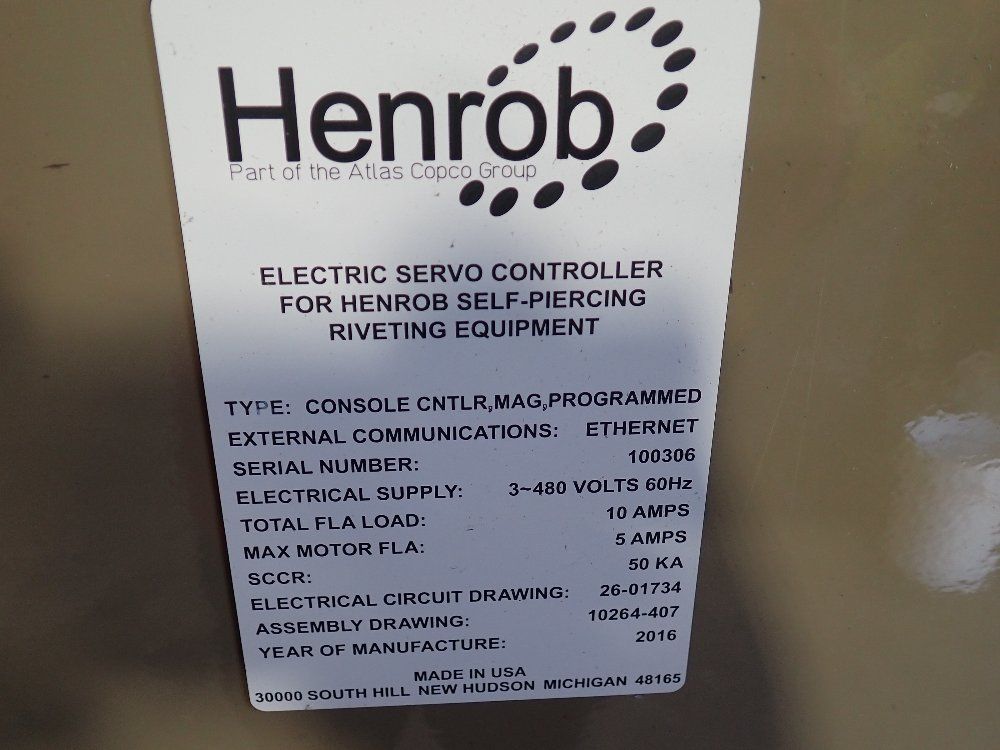 Henrob
Part of the Atlas Copco Group
ELECTRIC SERVO CONTROLLER
FOR HENROB SELF-PIERCING
RIVETING EQUIPMENT
TYPE: CONSOLE CNTLR,MAG,PROGRAMMED
EXTERNAL COMMUNICATIONS: ETHERNET
SERIAL NUMBER: 100306
ELECTRICAL SUPPLY: 3~480 VOLTS 60Hz
TOTAL FLA LOAD: 10 AMPS
MAX MOTOR FLA: 5 AMPS
SCCR: 50 KA
ELECTRICAL CIRCUIT DRAWING: 26-01734
ASSEMBLY DRAWING: 10264-407
YEAR OF MANUFACTURE: 2016
MADE IN USA
30000 SOUTH HILL NEW HUDSON MICHIGAN 48165